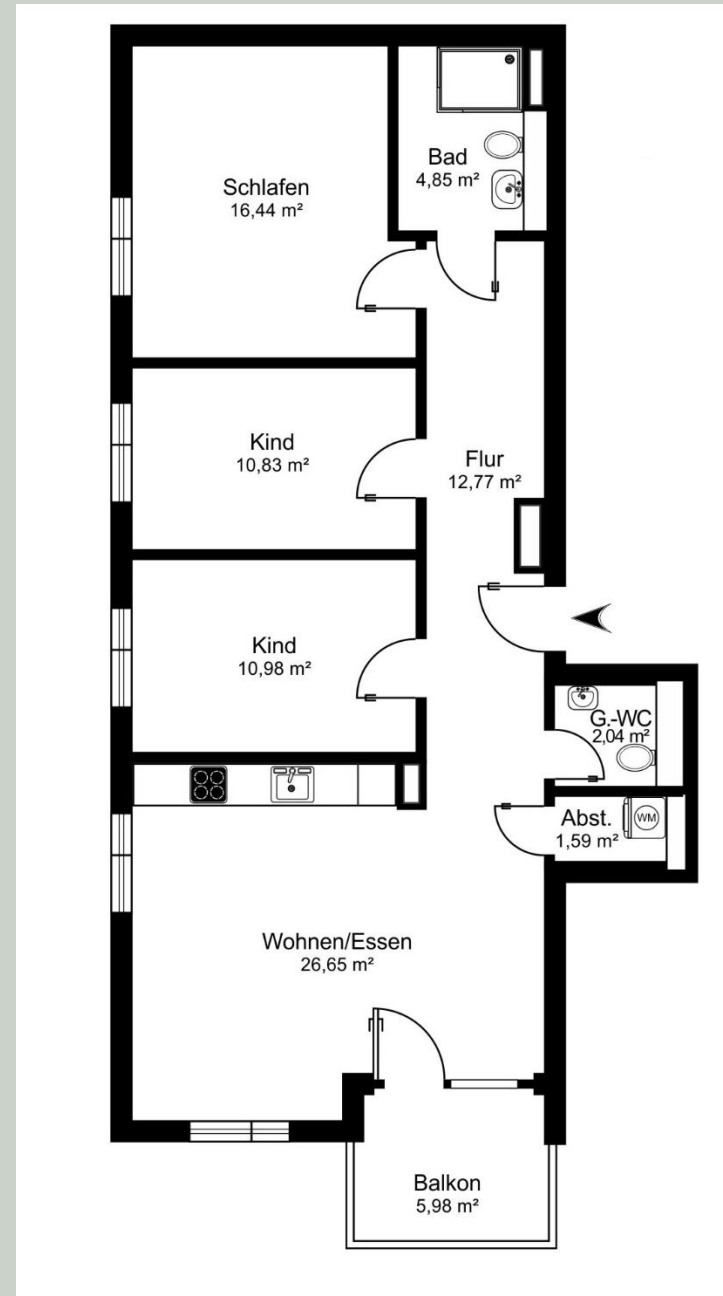 Schlafen
16,44 m²
Bad
4,85 m²
Kind
10,83 m²
Flur
12,77 m²
Kind
10,98 m²
G.-WC
2,04 m²
Abst.
1,59 m²
WM
Wohnen/Essen
26,65 m²
Balkon
5,98 m²